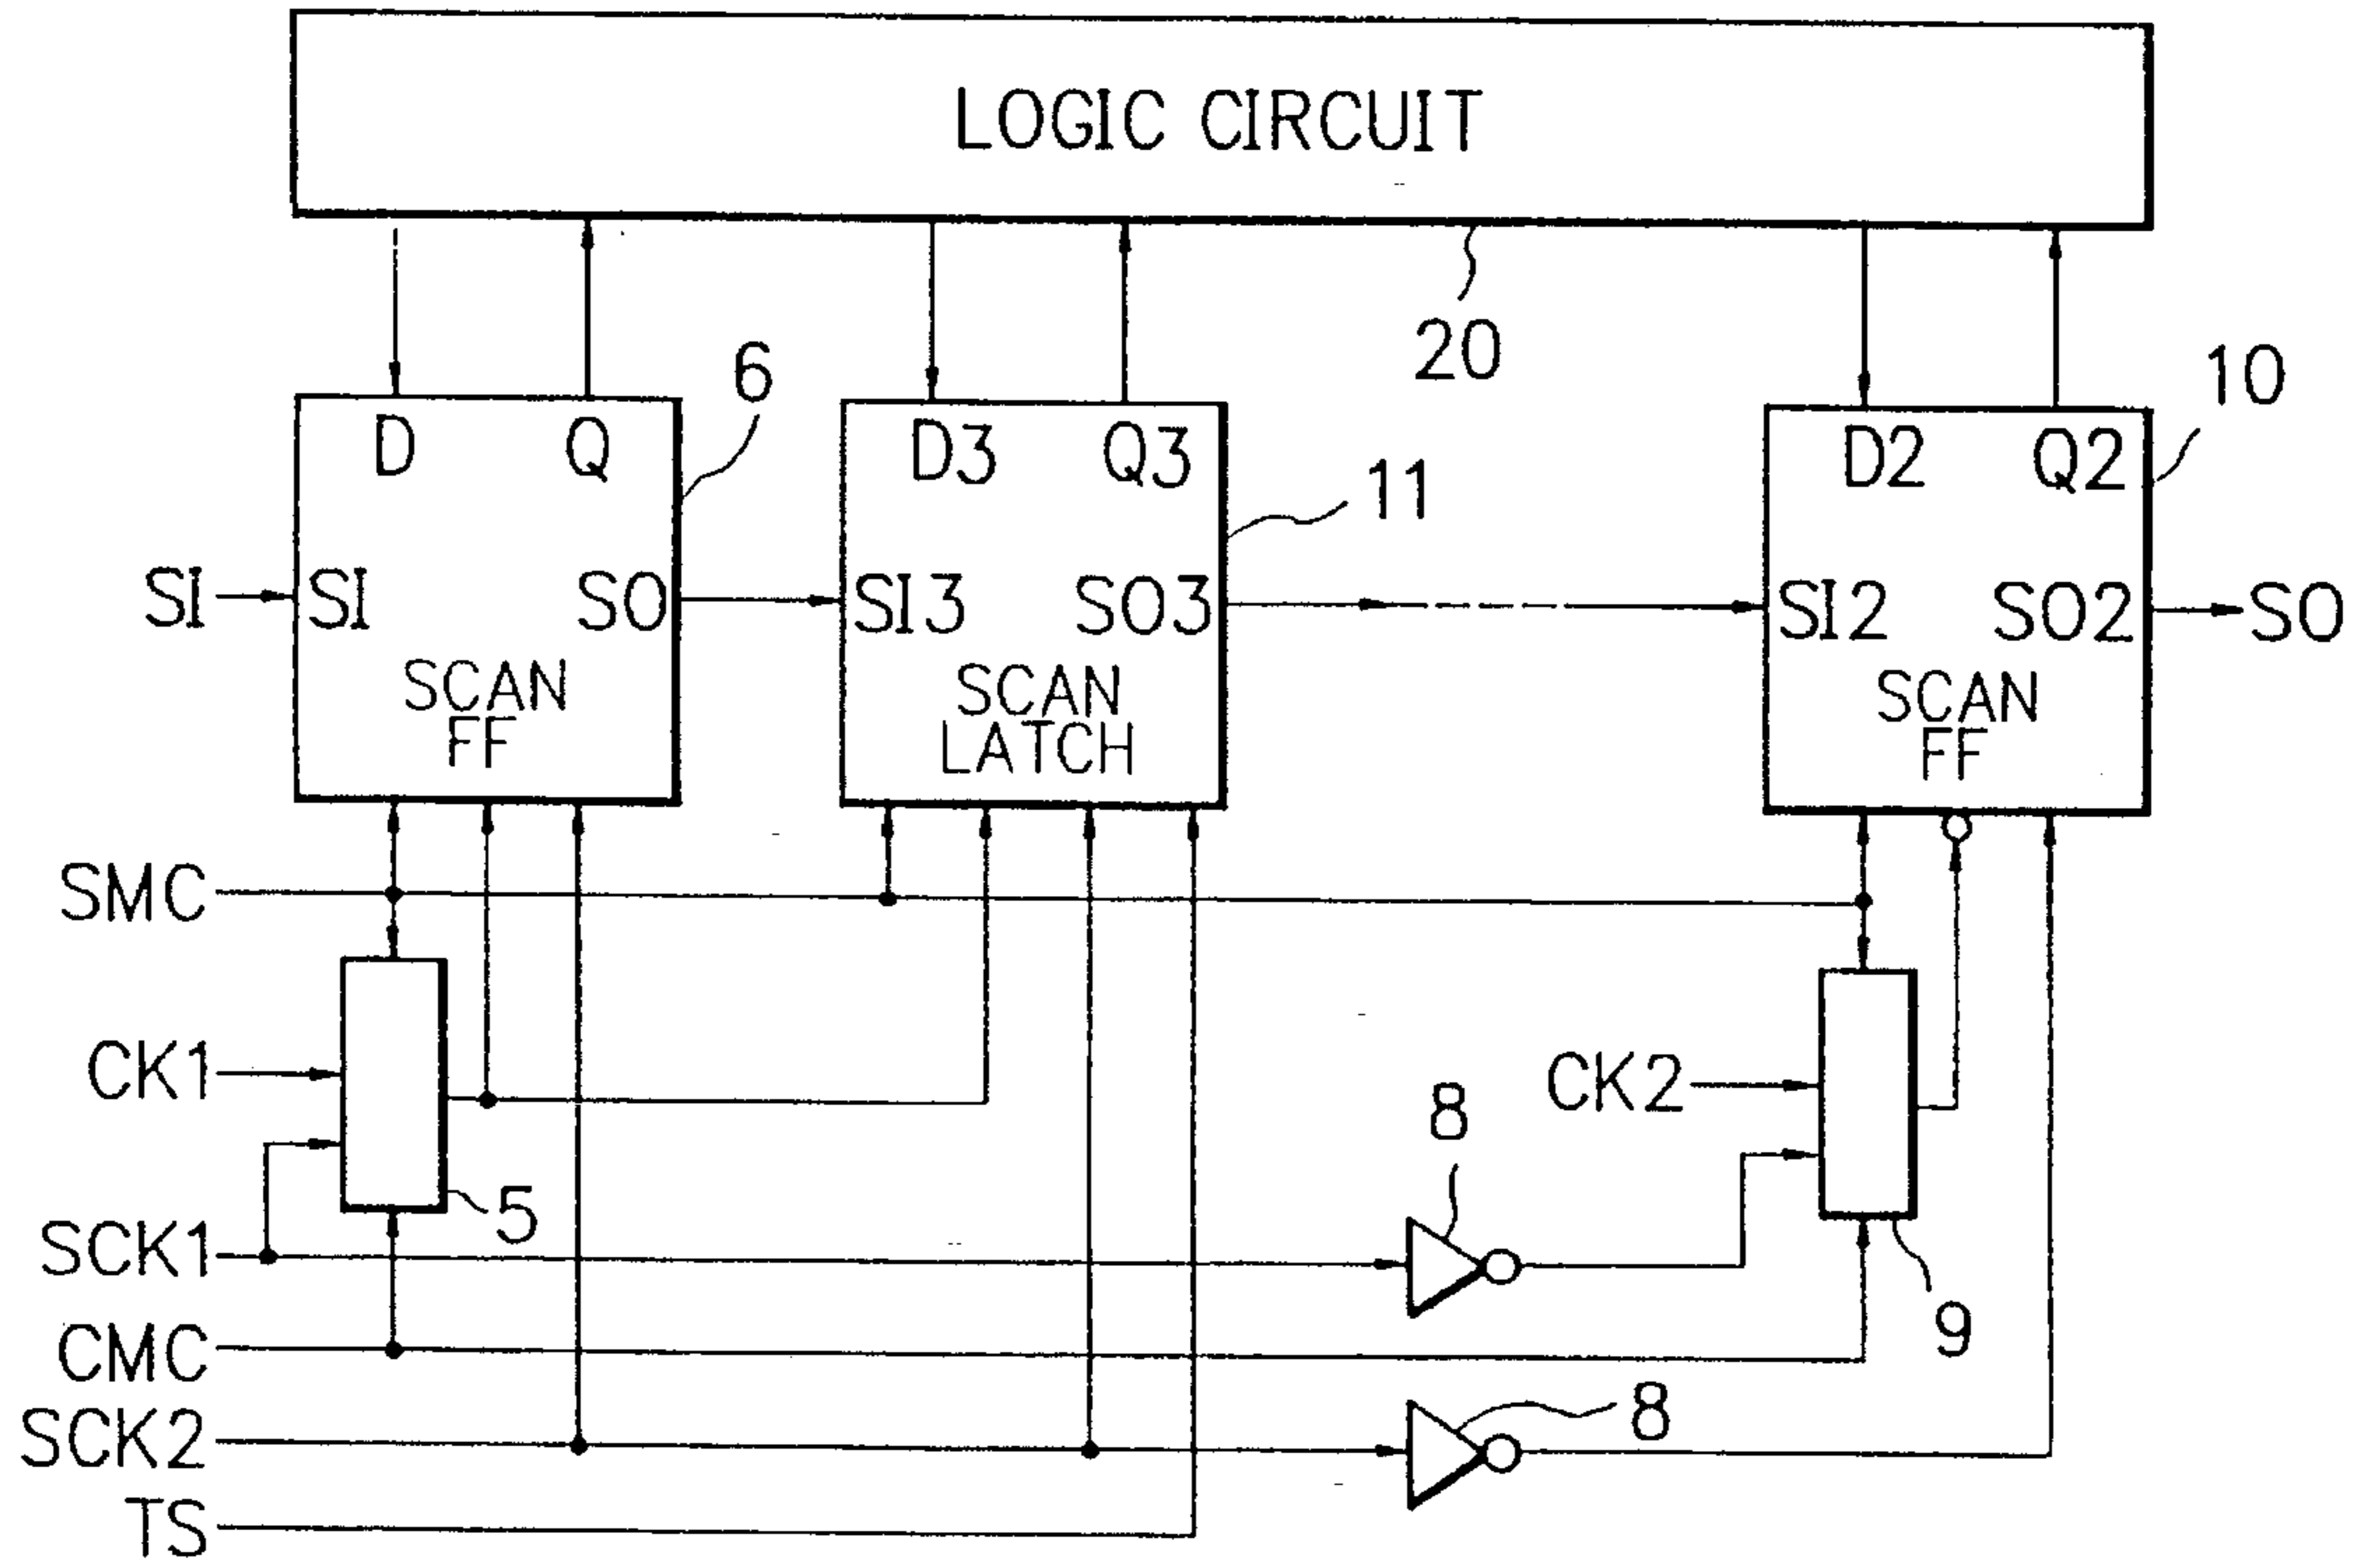 LOGIC CIRCUIT
20
6
10
11
D Q
D3 Q3
D2 Q2
SI
SI SO
SI3 SO3
SI2 SO2
SO
SCAN
FF
SCAN
LATCH
SCAN
FF
SMC
CK1
CK2
8
5
SCK1
9
CMC
8
SCK2
TS